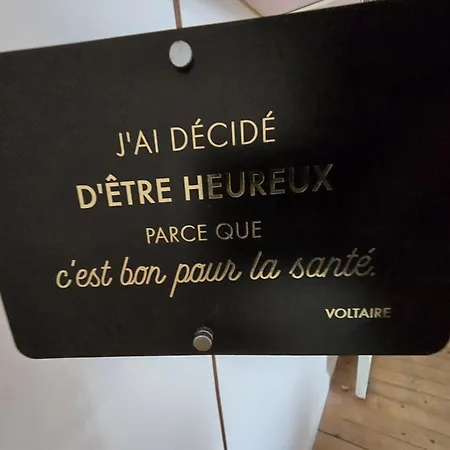 J'AI DÉCIDÉ
D'ÊTRE HEUREUX
PARCE QUE
c'est bon pour la santé.
VOLTAIRE